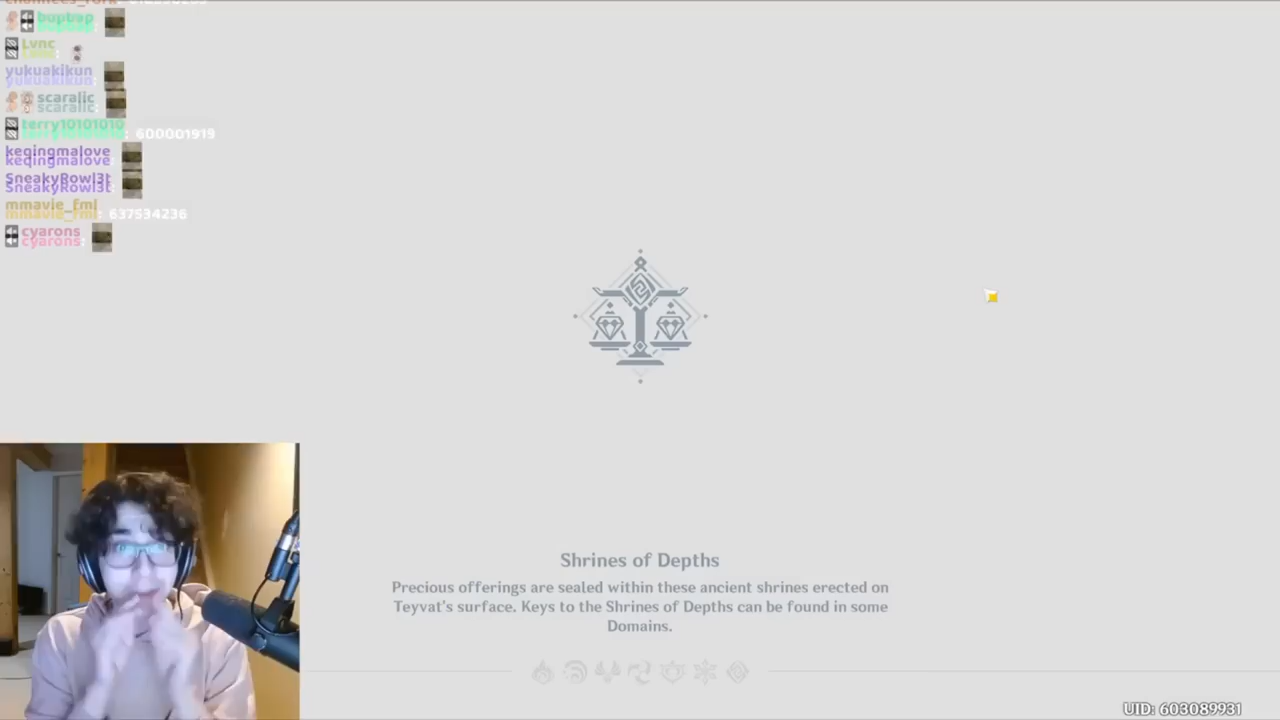 bopbop
Lvnc
yukuakikun
scaralic
terry10101010: 600001919
keqingmalove
SneakyRowl3t
mmavie_fml: 637534236
cyarons:
Shrines of Depths
Precious offerings are sealed within these ancient shrines erected on
Teyvat's surface. Keys to the Shrines of Depths can be found in some
Domains.
UID: 603089931